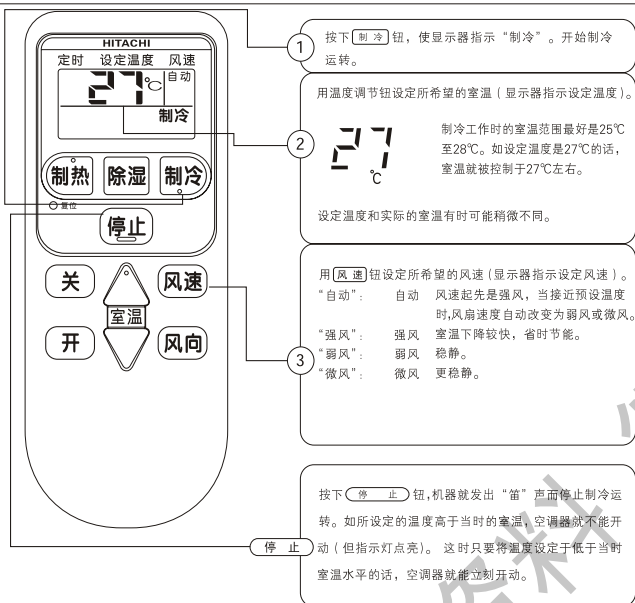 HITACHI
定时 设定温度 风速
27℃ 自动
制冷
制热 除湿 制冷
复位
停止
关 风速
室温
开 风向
1
按下 制冷 钮，使显示器指示“制冷”。开始制冷
运转。
2
用温度调节钮设定所希望的室温（显示器指示设定温度）。
27
℃
制冷工作时的室温范围最好是25℃
至28℃。如设定温度是27℃的话，
室温就被控制于27℃左右。
设定温度和实际的室温有时可能稍微不同。
3
用 风速 钮设定所希望的风速（显示器指示设定风速）。
“自动”： 自动 风速起先是强风，当接近预设温度
时,风扇速度自动改变为弱风或微风。
“强风”： 强风 室温下降较快，省时节能。
“弱风”： 弱风 稳静。
“微风”： 微风 更稳静。
停 止
按下 停 止 钮,机器就发出“笛”声而停止制冷运
转。如所设定的温度高于当时的室温，空调器就不能开
动（但指示灯点亮）。 这时只要将温度设定于低于当时
室温水平的话，空调器就能立刻开动。
资料